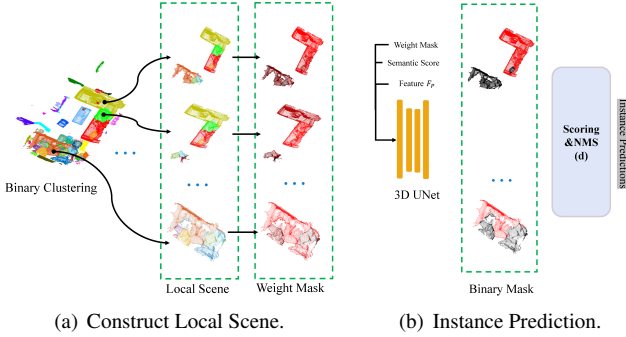 Binary Clustering
Local Scene
Weight Mask
(a) Construct Local Scene.
Weight Mask
Semantic Score
Feature Fp
3D UNet
Binary Mask
Scoring
&NMS
(d)
Instance Predictions
(b) Instance Prediction.